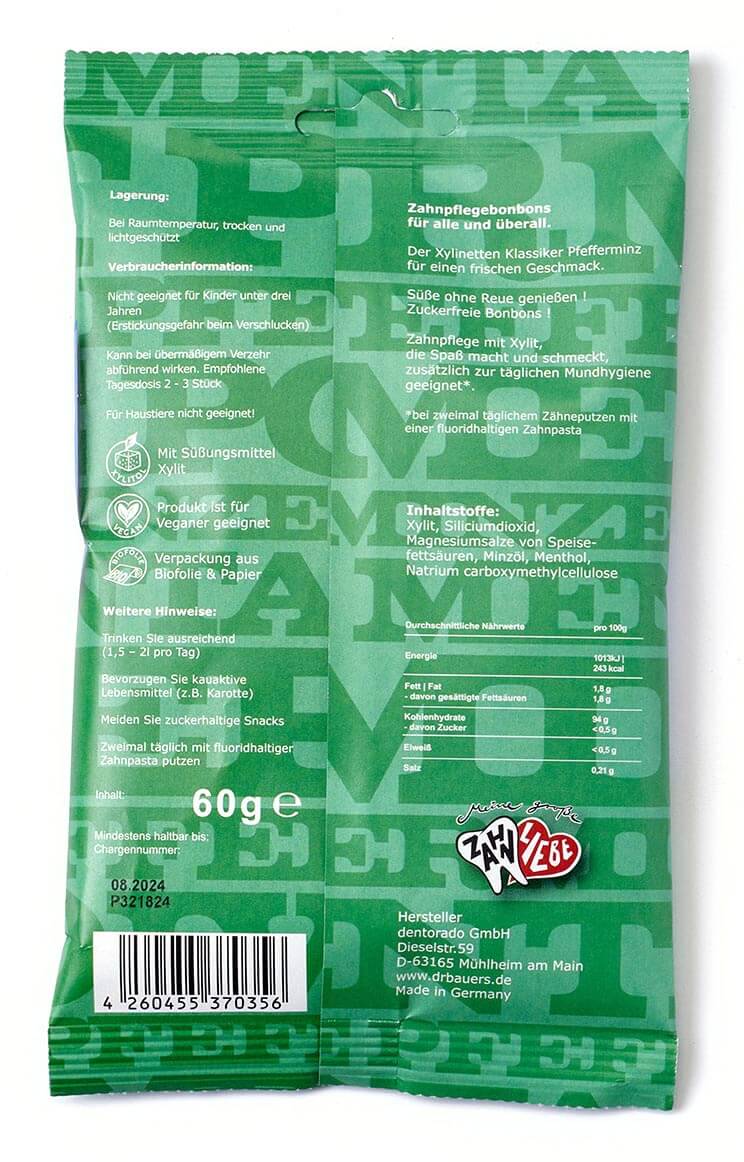 Lagerung:
Bei Raumtemperatur, trocken und
lichtgeschützt
Verbraucherinformation:
Nicht geeignet für Kinder unter drei
Jahren
(Erstickungsgefahr beim Verschlucken)
Kann bei übermäßigem Verzehr
abführend wirken. Empfohlene
Tagesdosis 2 - 3 Stück
Für Haustiere nicht geeignet!
XYLITOL
Mit Süßungsmittel
Xylit
VEGAN
Produkt ist für
Veganer geeignet
BIOFOLIE
Verpackung aus
Biofolie & Papier
Weitere Hinweise:
Trinken Sie ausreichend
(1,5 – 2l pro Tag)
Bevorzugen Sie kauaktive
Lebensmittel (z.B. Karotte)
Meiden Sie zuckerhaltige Snacks
Zweimal täglich mit fluoridhaltiger
Zahnpasta putzen
Inhalt:
60g ℮
Mindestens haltbar bis:
Chargennummer:
08.2024
P321824
4 260455 370356
Zahnpflegebonbons
für alle und überall.
Der Xylinetten Klassiker Pfefferminz
für einen frischen Geschmack.
Süße ohne Reue genießen !
Zuckerfreie Bonbons !
Zahnpflege mit Xylit,
die Spaß macht und schmeckt,
zusätzlich zur täglichen Mundhygiene
geeignet*.
*bei zweimal täglichem Zähneputzen mit
einer fluoridhaltigen Zahnpasta
Inhaltstoffe:
Xylit, Siliciumdioxid,
Magnesiumsalze von Speise-
fettsäuren, Minzöl, Menthol,
Natrium carboxymethylcellulose
Durchschnittliche Nährwerte pro 100g
Energie 1013kJ |
243 kcal
Fett | Fat 1,8 g
- davon gesättigte Fettsäuren 1,8 g
Kohlenhydrate 94 g
- davon Zucker <0,5 g
Eiweiß <0,5 g
Salz 0,21 g
Meine große
ZAHN
LIEBE
Hersteller
dentorado GmbH
Dieselstr.59
D-63165 Mühlheim am Main
www.drbauers.de
Made in Germany